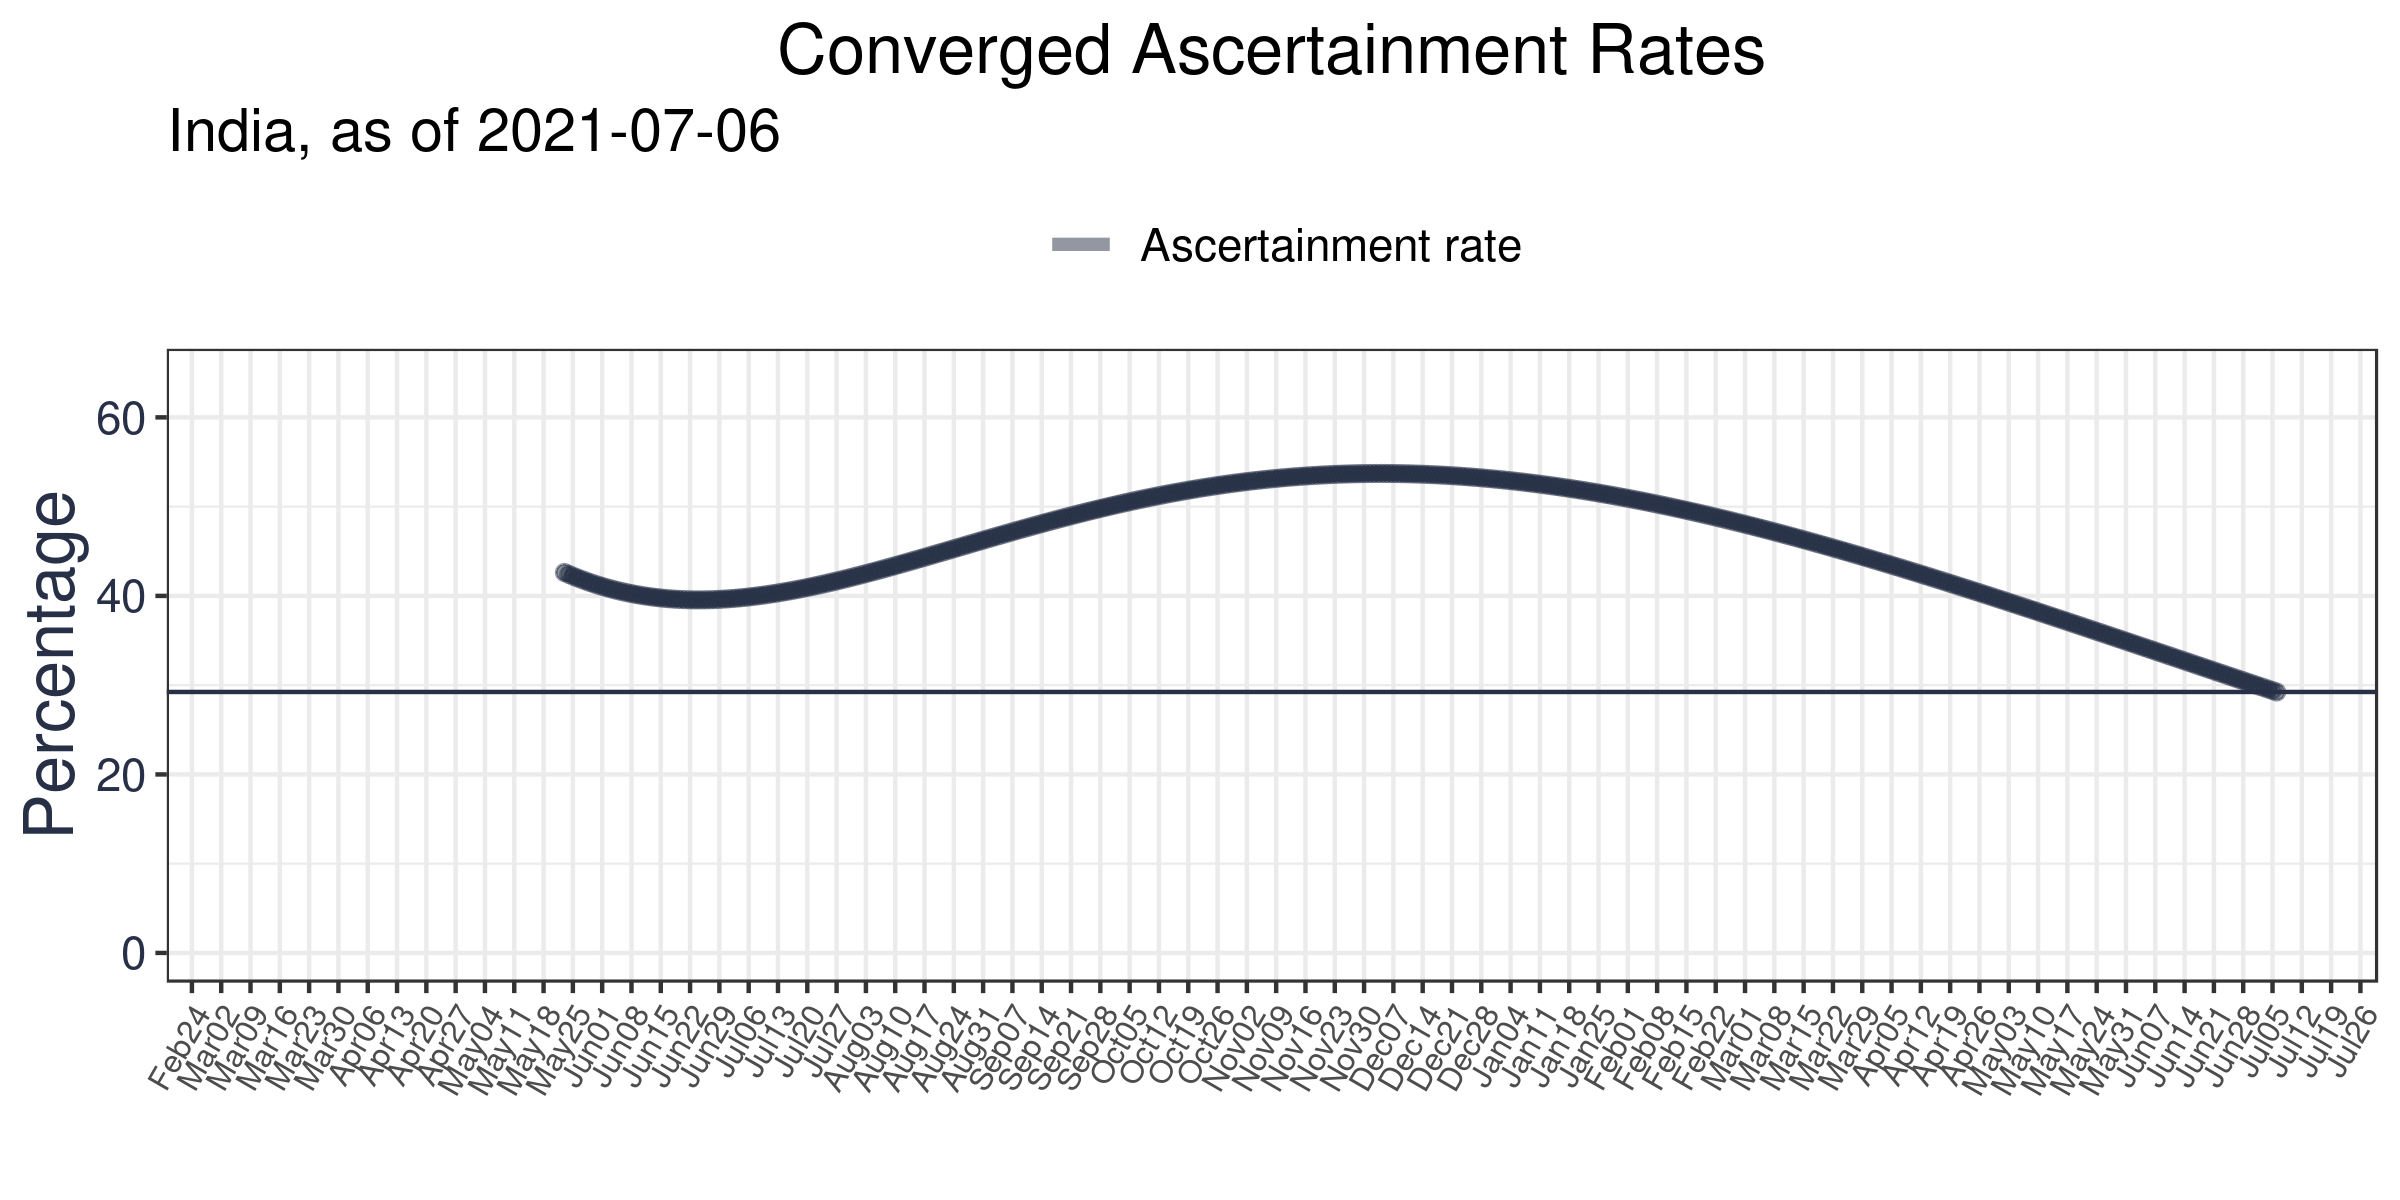 Converged Ascertainment Rates
India, as of 2021-07-06
Ascertainment rate
Percentage
60
40
20
0
Feb24 Mar02 Mar09 Mar16 Mar23 Mar30 Apr06 Apr13 Apr20 Apr27 May04 May11 May18 May25 Jun01 Jun08 Jun15 Jun22 Jun29 Jul06 Jul13 Jul20 Jul27 Aug03 Aug10 Aug17 Aug24 Aug31 Sep07 Sep14 Sep21 Sep28 Oct05 Oct12 Oct19 Oct26 Nov02 Nov09 Nov16 Nov23 Nov30 Dec07 Dec14 Dec21 Dec28 Jan04 Jan11 Jan18 Jan25 Feb01 Feb08 Feb15 Feb22 Mar01 Mar08 Mar15 Mar22 Mar29 Apr05 Apr12 Apr19 Apr26 May03 May10 May17 May24 May31 Jun07 Jun14 Jun21 Jun28 Jul05 Jul12 Jul19 Jul26